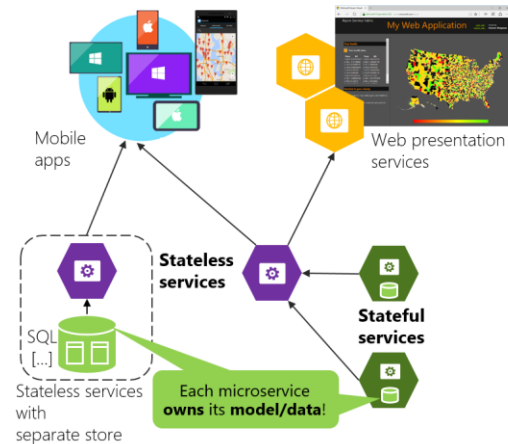 My Web Application
Mobile
apps
Web presentation
services
Stateless
services
Stateful
services
SQL
[...]
Stateless services
with
separate store
Each microservice
owns its model/data!